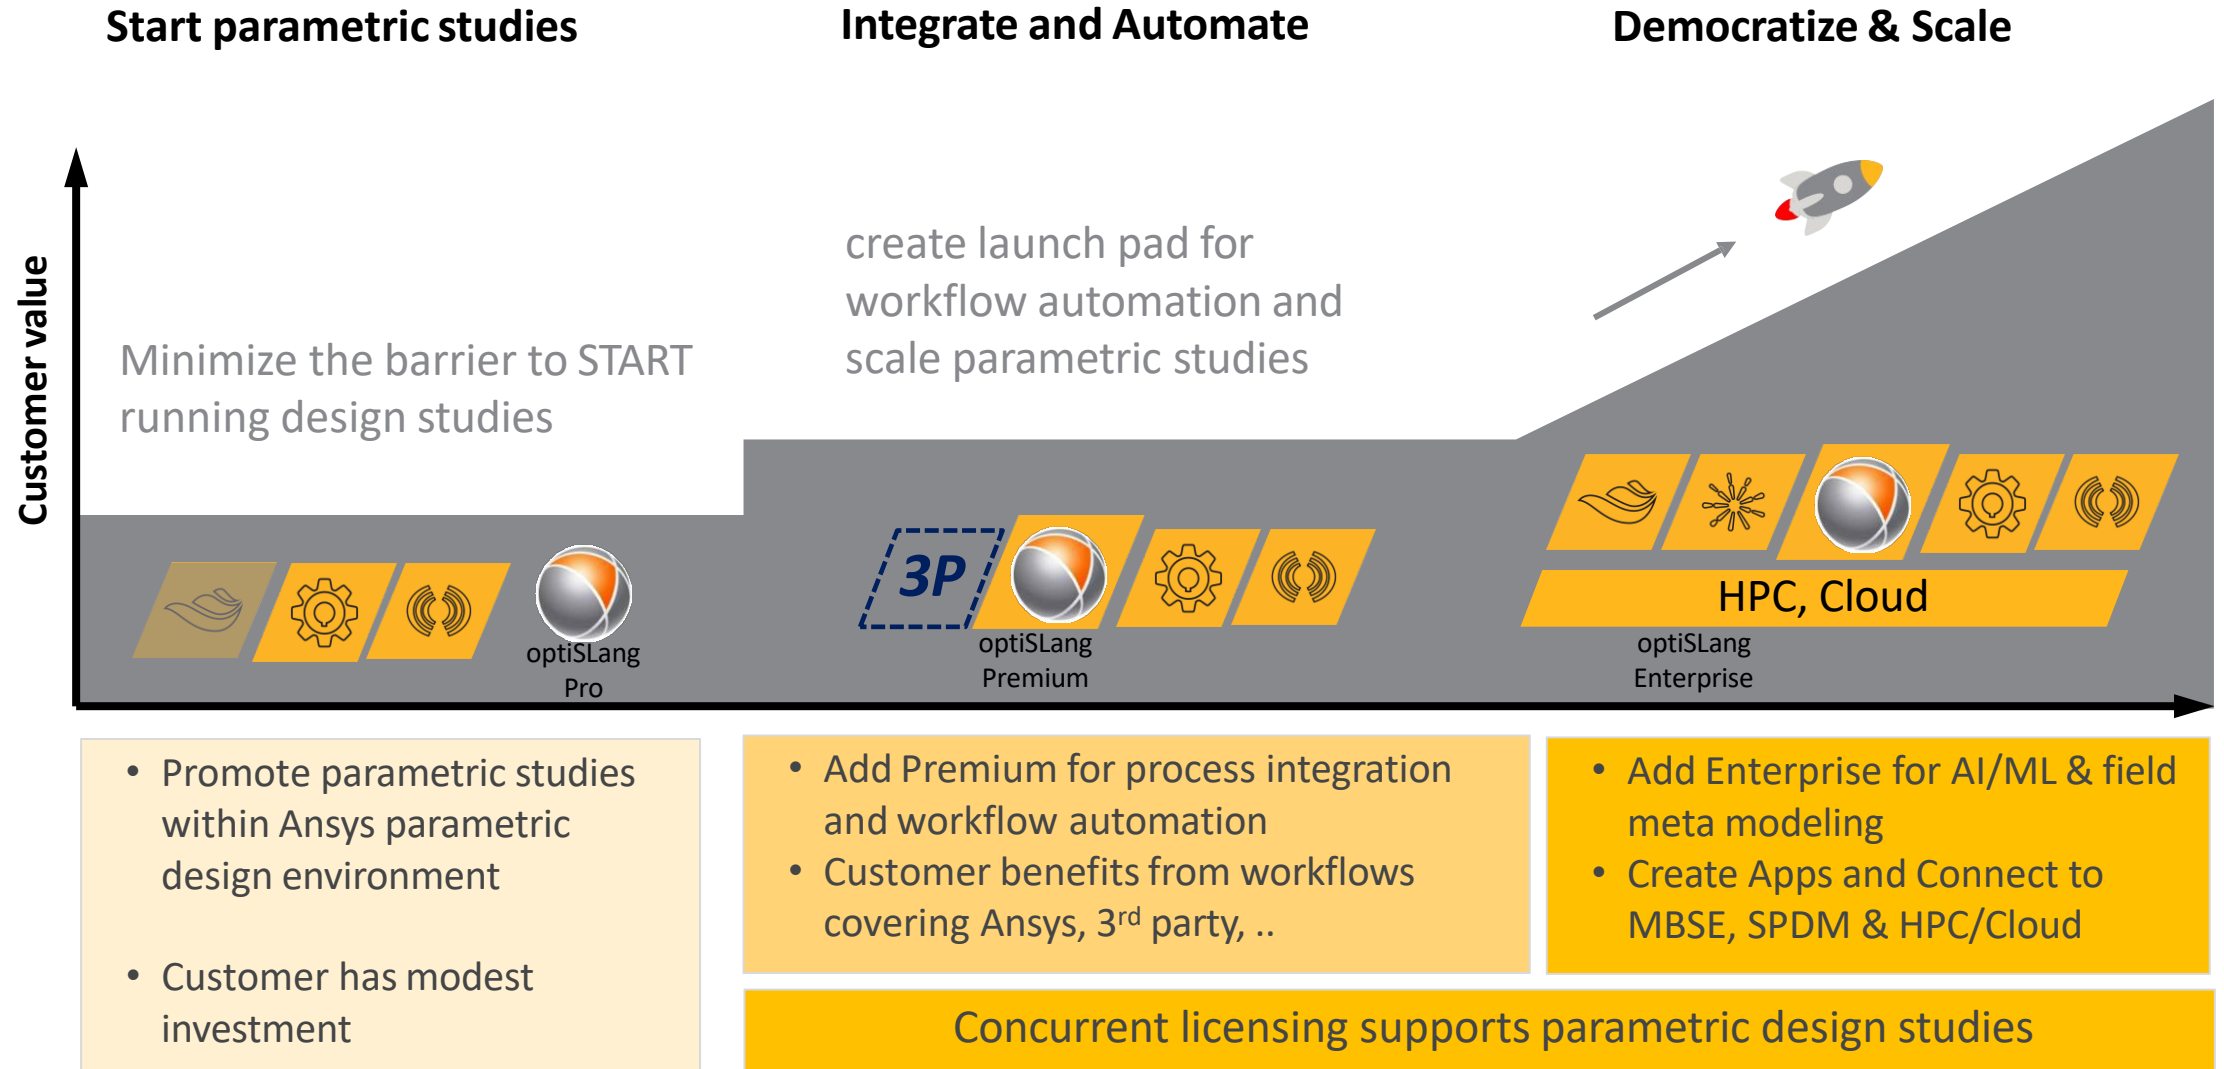 Start parametric studies
Integrate and Automate
Democratize & Scale
Customer value
Minimize the barrier to START
running design studies
create launch pad for
workflow automation and
scale parametric studies
optiSLang
Pro
3P
optiSLang
Premium
HPC, Cloud
optiSLang
Enterprise
• Promote parametric studies
within Ansys parametric
design environment
• Customer has modest
investment
• Add Premium for process integration
and workflow automation
• Customer benefits from workflows
covering Ansys, 3rd party, ..
• Add Enterprise for AI/ML & field
meta modeling
• Create Apps and Connect to
MBSE, SPDM & HPC/Cloud
Concurrent licensing supports parametric design studies